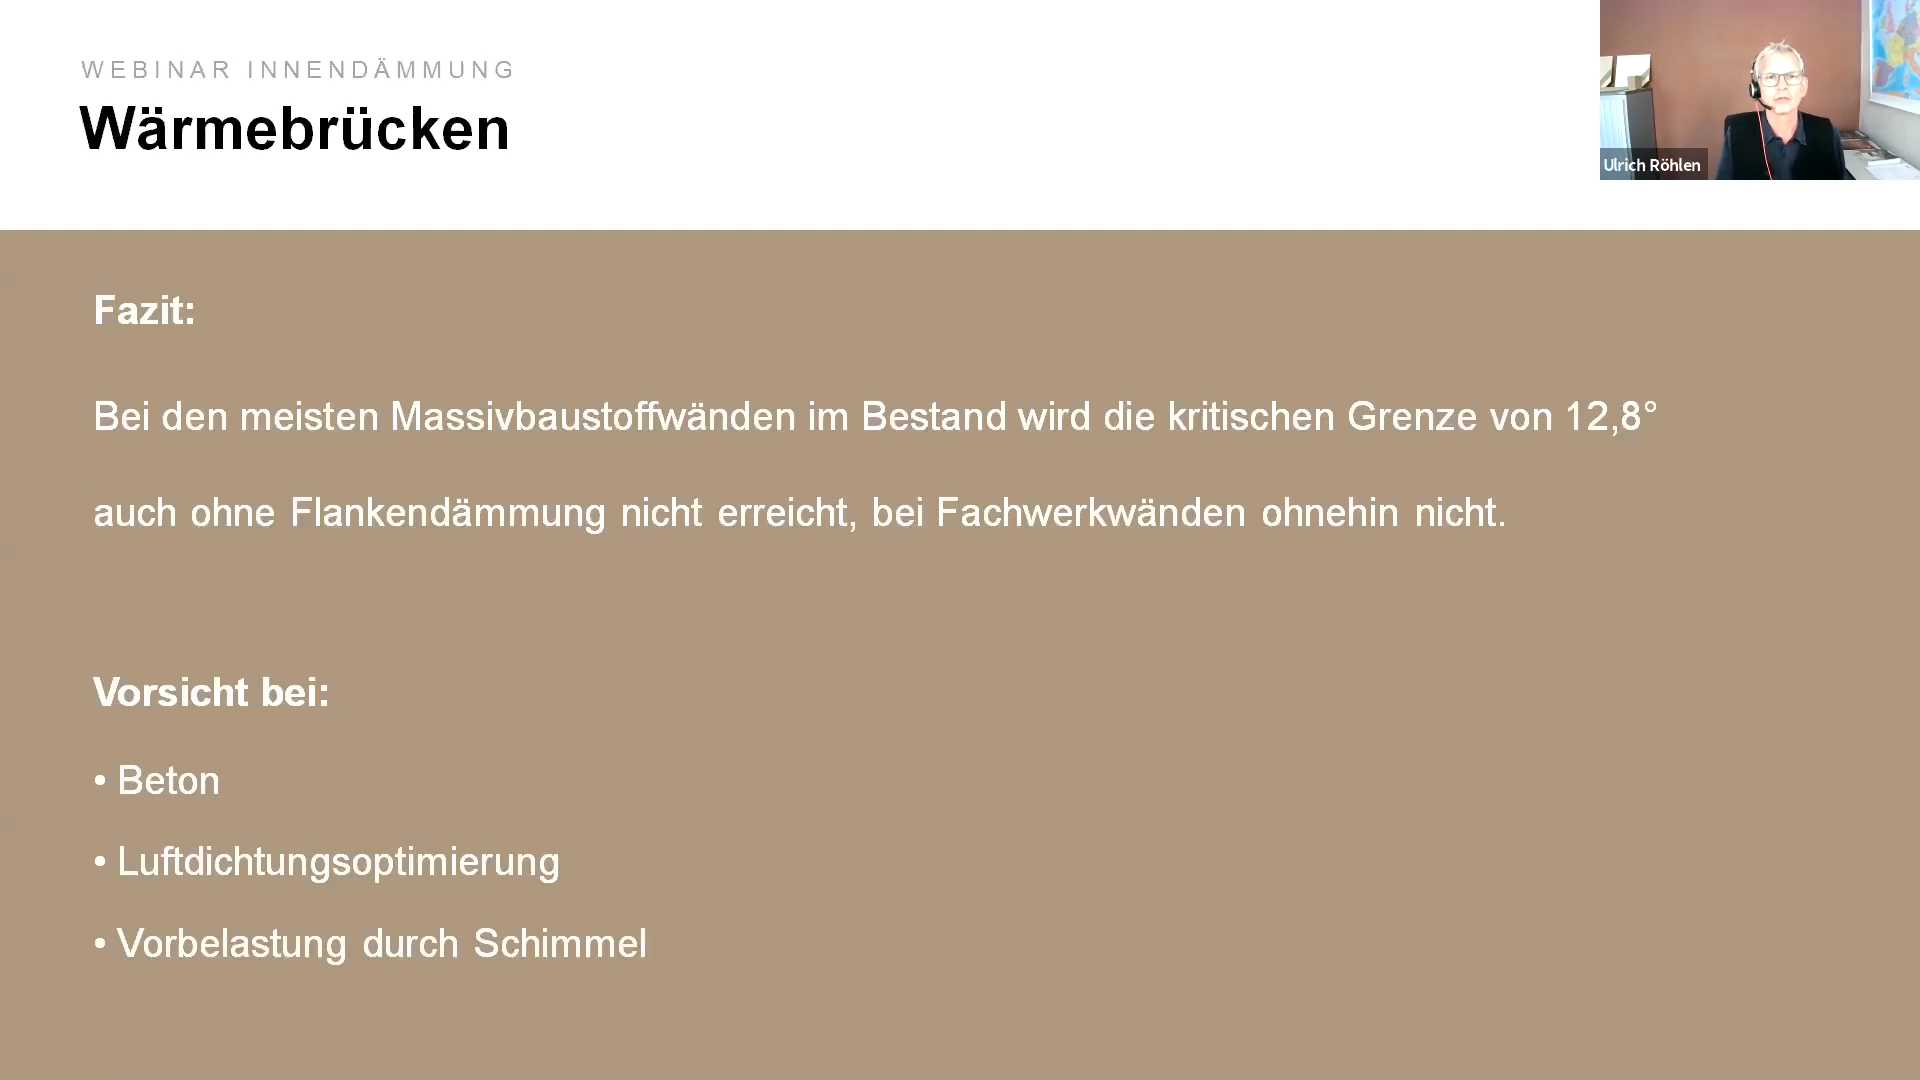 WEBINAR INNENDÄMMUNG
Wärmebrücken
Ulrich Röhlen
Fazit:
Bei den meisten Massivbaustoffwänden im Bestand wird die kritischen Grenze von 12,8°
auch ohne Flankendämmung nicht erreicht, bei Fachwerkwänden ohnehin nicht.
Vorsicht bei:
• Beton
• Luftdichtungsoptimierung
• Vorbelastung durch Schimmel